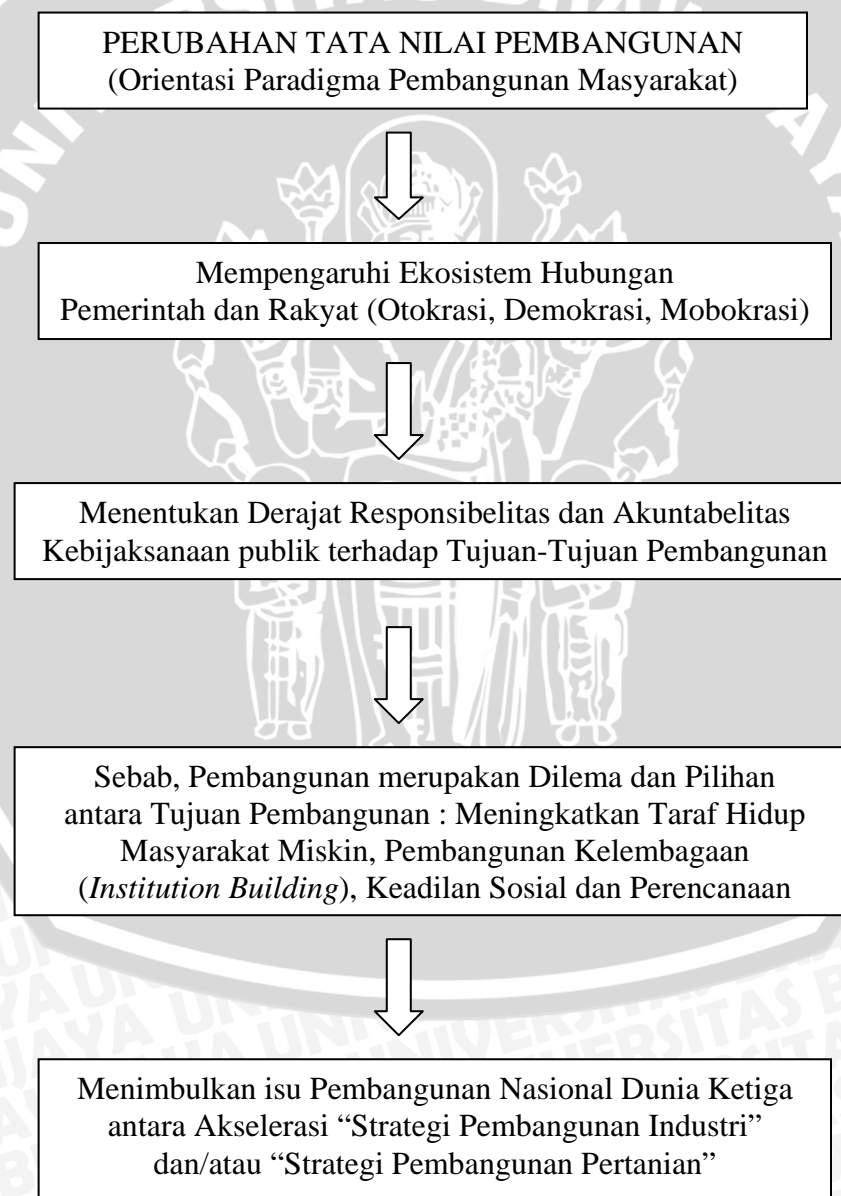 PERUBAHAN TATA NILAI PEMBANGUNAN
(Orientasi Paradigma Pembangunan Masyarakat)
Mempengaruhi Ekosistem Hubungan
Pemerintah dan Rakyat (Otokrasi, Demokrasi, Mobokrasi)
Menentukan Derajat Responsibelitas dan Akuntabelitas
Kebijaksanaan publik terhadap Tujuan-Tujuan Pembangunan
Sebab, Pembangunan merupakan Dilema dan Pilihan
antara Tujuan Pembangunan : Meningkatkan Taraf Hidup
Masyarakat Miskin, Pembangunan Kelembagaan
(Institution Building), Keadilan Sosial dan Perencanaan
Menimbulkan isu Pembangunan Nasional Dunia Ketiga
antara Akselerasi “Strategi Pembangunan Industri”
dan/atau “Strategi Pembangunan Pertanian”